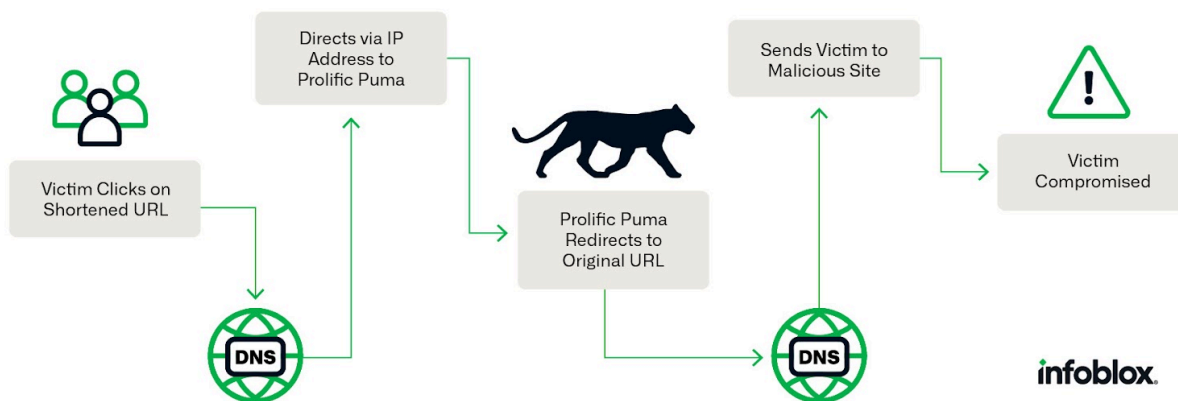 Victim Clicks on
Shortened URL
DNS
Directs via IP
Address to
Prolific Puma
Prolific Puma
Redirects to
Original URL
DNS
Sends Victim to
Malicious Site
!
Victim
Compromised
infoblox®